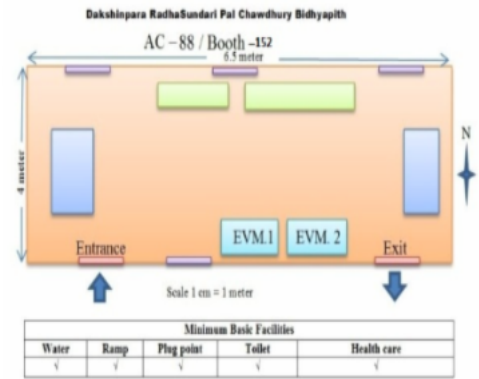 Dakshinpara RadhaSundari Pal Chawdhury Bidhyapith
AC – 88 / Booth –152
6.5 meter
4 meter
N
EVM.1
EVM. 2
Entrance
Exit
Scale 1 cm = 1 meter
Minimum Basic Facilities
Water Ramp Plug point Toilet Health care
√ √ √ √ √